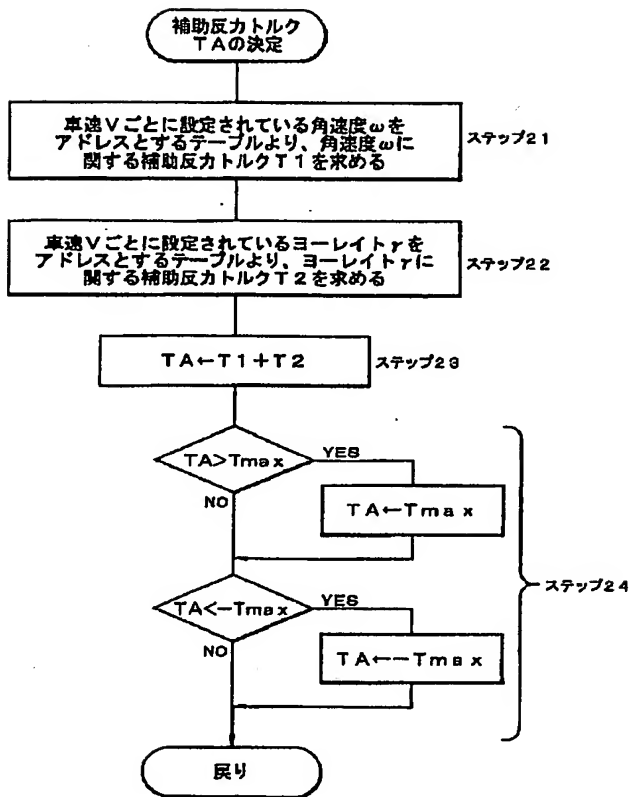 補助反力トルク
TAの決定
車速Vごとに設定されている角速度ωを
アドレスとするテーブルより、角速度ωに
関する補助反力トルクT1を求める
ステップ21
車速Vごとに設定されているヨーレイトγを
アドレスとするテーブルより、ヨーレイトγに
関する補助反力トルクT2を求める
ステップ22
TA←T1+T2
ステップ23
TA>Tmax
YES
NO
TA←Tmax
TA<-Tmax
YES
NO
TA←-Tmax
ステップ24
戻り